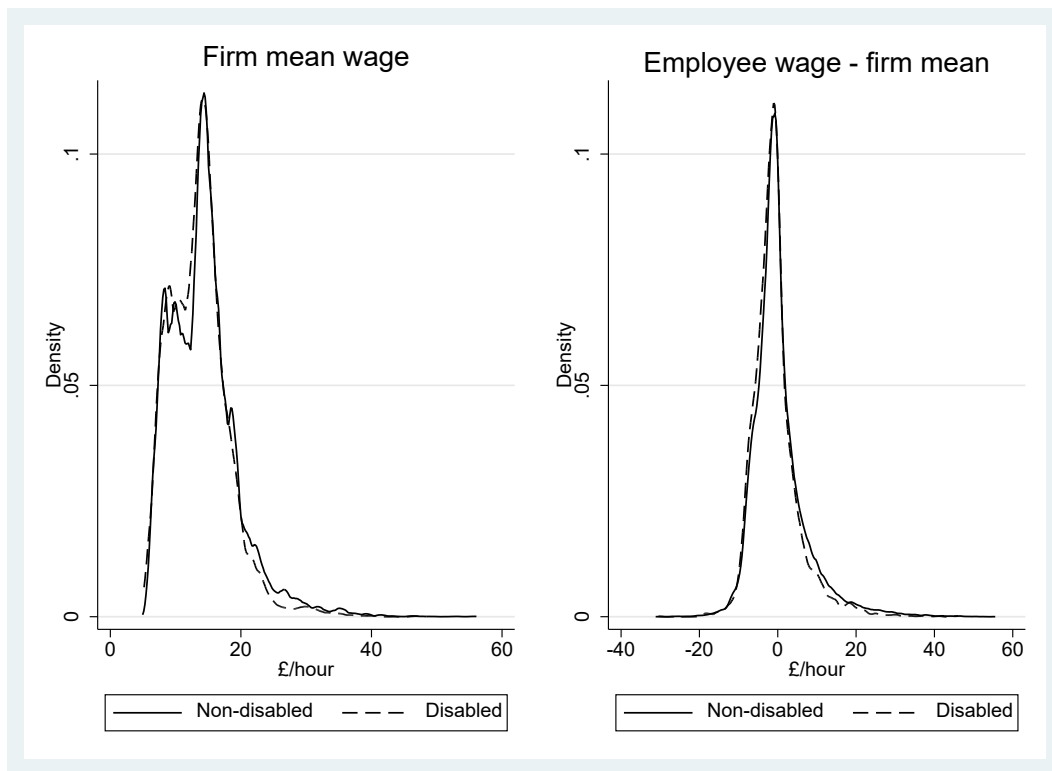 Firm mean wage
Density
0
.05
.1
0 20 40 60
£/hour
Non-disabled Disabled
Employee wage - firm mean
Density
0
.05
.1
-40 -20 0 20 40 60
£/hour
Non-disabled Disabled